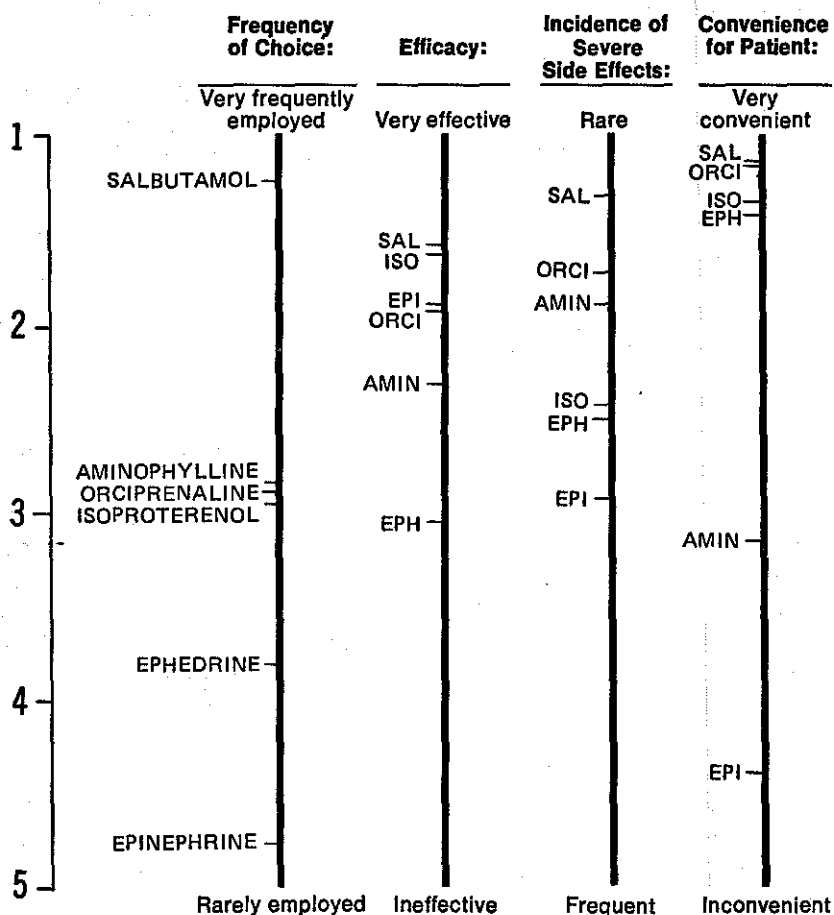 Frequency
of Choice:
Efficacy:
Incidence of
Severe
Side Effects:
Convenience
for Patient:
Very frequently
employed
Very effective
Rare
Very
convenient
1
2
3
4
5
SALBUTAMOL
AMINOPHYLLINE
ORCIPRENALINE
ISOPROTERENOL
EPHEDRINE
EPINEPHRINE
Rarely employed
SAL
ISO
EPI
ORCI
AMIN
EPH
Ineffective
SAL
ORCI
AMIN
ISO
EPH
EPI
Frequent
SAL
ORCI
ISO
EPH
AMIN
EPI
Inconvenient